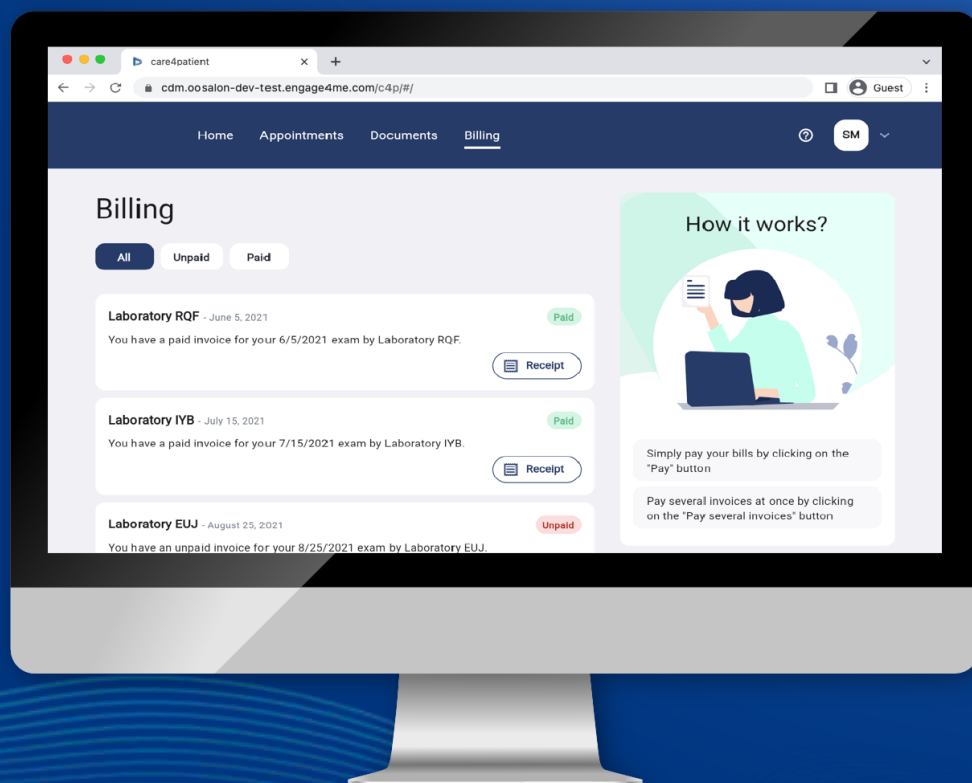 care4patient
cdm.oosalon-dev-test.engage4me.com/c4p/#/
Guest
Home Appointments Documents Billing
SM
Billing
All Unpaid Paid
Laboratory RQF - June 5, 2021
Paid
You have a paid invoice for your 6/5/2021 exam by Laboratory RQF.
Receipt
Laboratory IYB - July 15, 2021
Paid
You have a paid invoice for your 7/15/2021 exam by Laboratory IYB.
Receipt
Laboratory EUJ - August 25, 2021
Unpaid
You have an unpaid invoice for your 8/25/2021 exam by Laboratory EUJ.
How it works?
Simply pay your bills by clicking on the
"Pay" button
Pay several invoices at once by clicking
on the "Pay several invoices" button